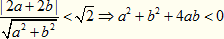 |2a+2b|/√(a²+b²) < √2 ⇒ a²+b²+4ab<0